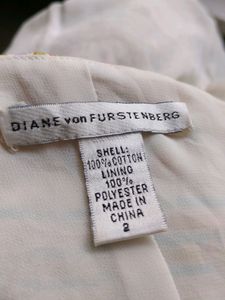 DIANE von FURSTENBERG
SHELL:
100% COTTON
LINING
100%
POLYESTER
MADE IN
CHINA
2